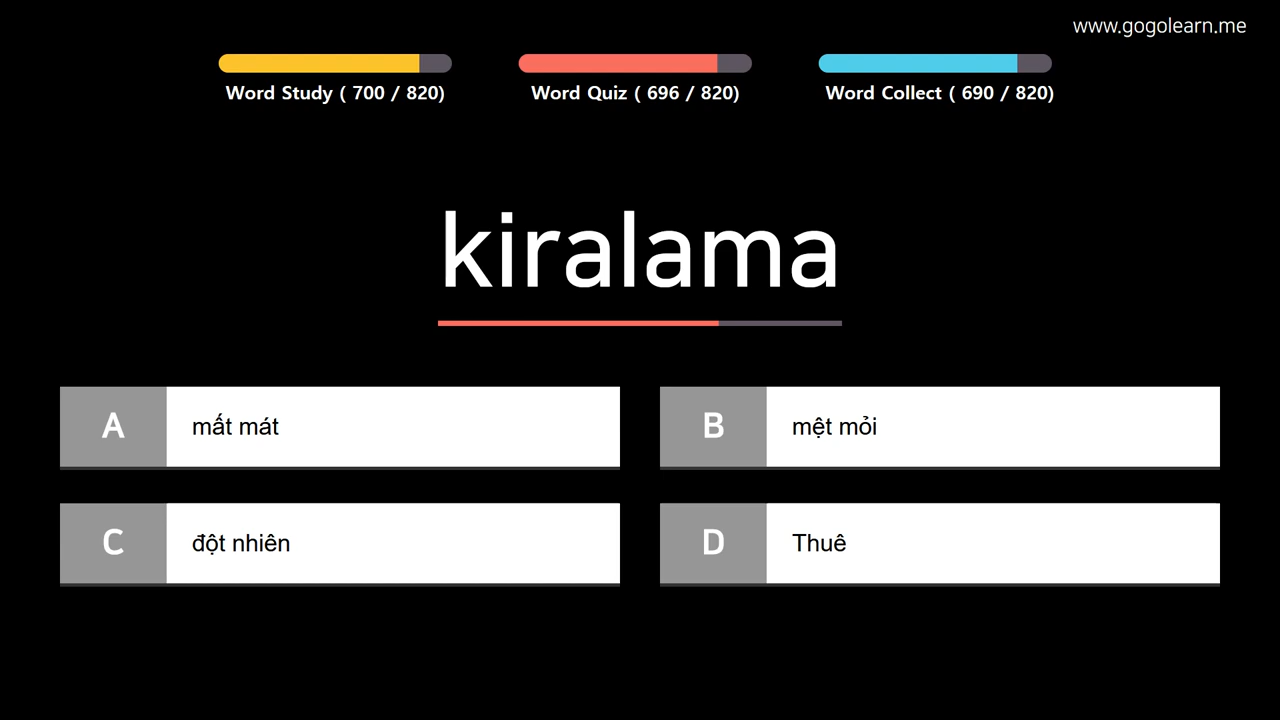 www.gogolearn.me
Word Study ( 700 / 820)
Word Quiz ( 696 / 820)
Word Collect ( 690 / 820)
kiralama
A mất mát
B mệt mỏi
C đột nhiên
D Thuê